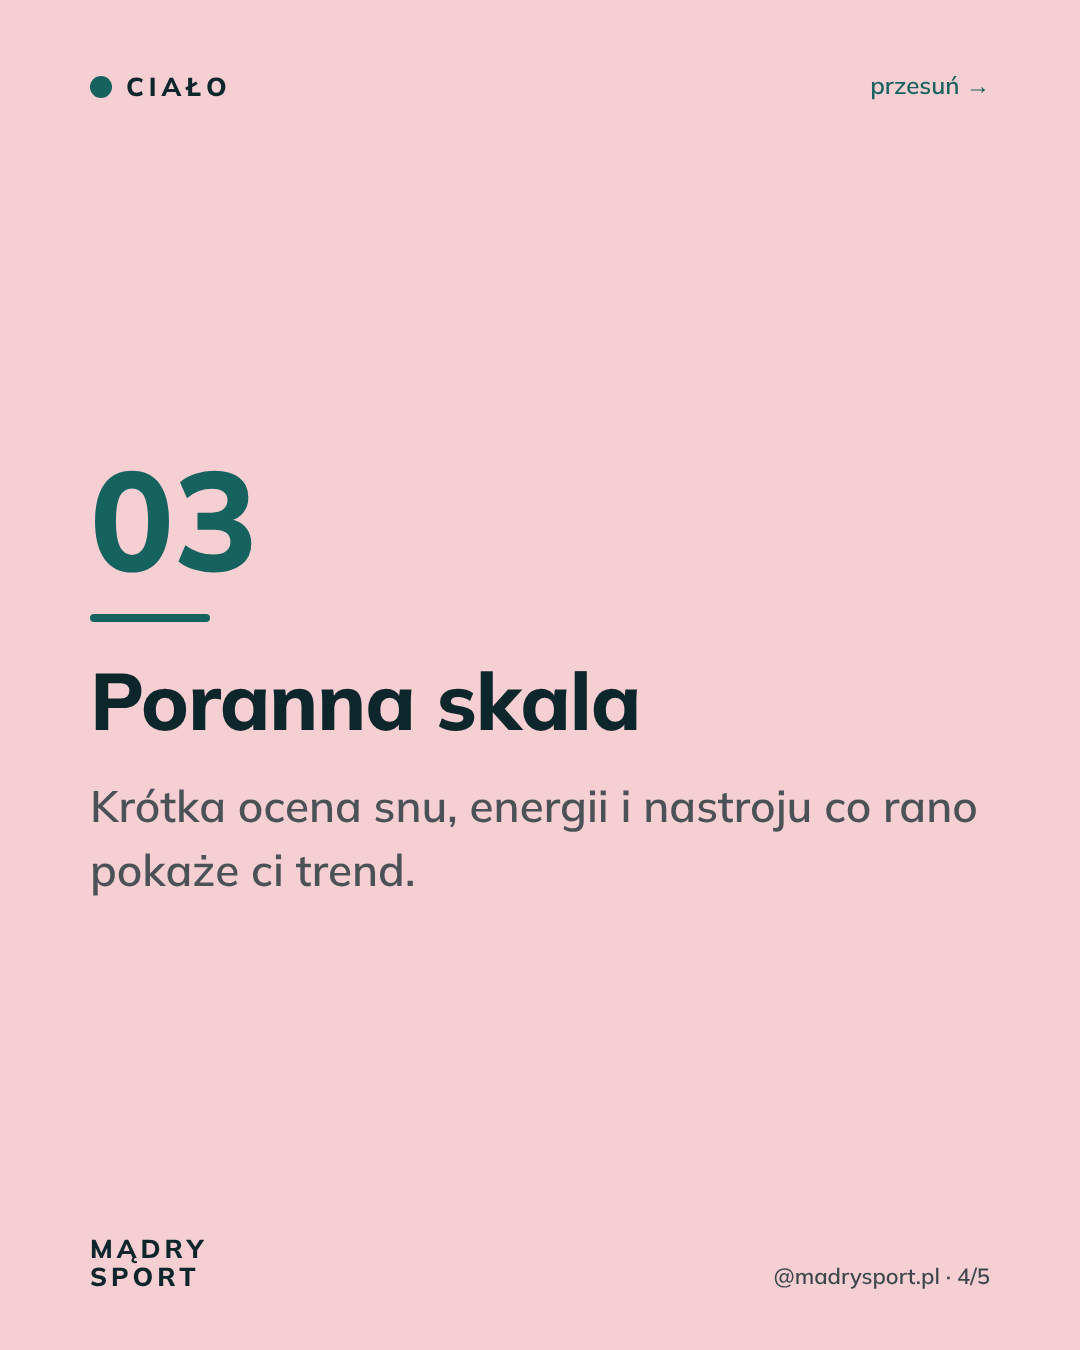 CIAŁO
przesuń →
03
Poranna skala
Krótka ocena snu, energii i nastroju co rano
pokaże ci trend.
MĄDRY
SPORT
@madrysport.pl · 4/5